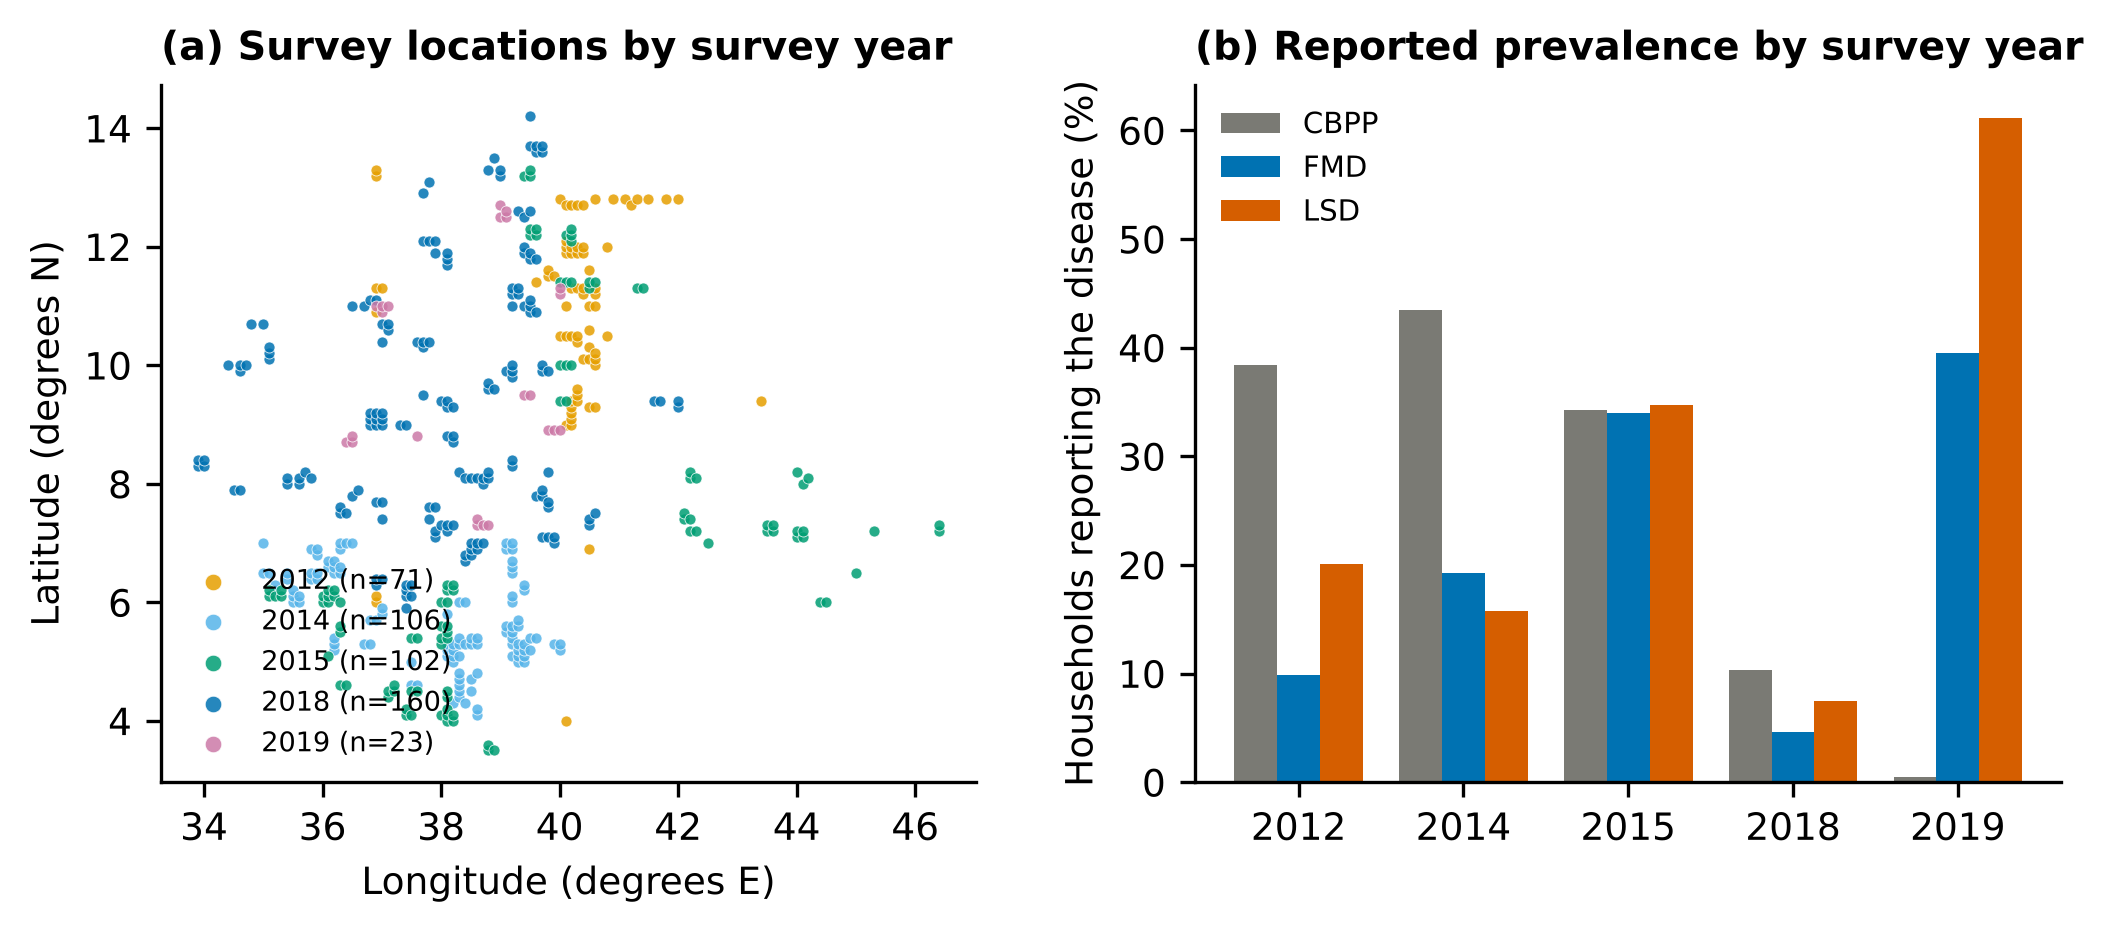 (a) Survey locations by survey year
Latitude (degrees N)
14
12
10
8
6
4
2012 (n=71)
2014 (n=106)
2015 (n=102)
2018 (n=160)
2019 (n=23)
34 36 38 40 42 44 46
Longitude (degrees E)
(b) Reported prevalence by survey year
Households reporting the disease (%)
60
50
40
30
20
10
0
CBPP
FMD
LSD
2012 2014 2015 2018 2019